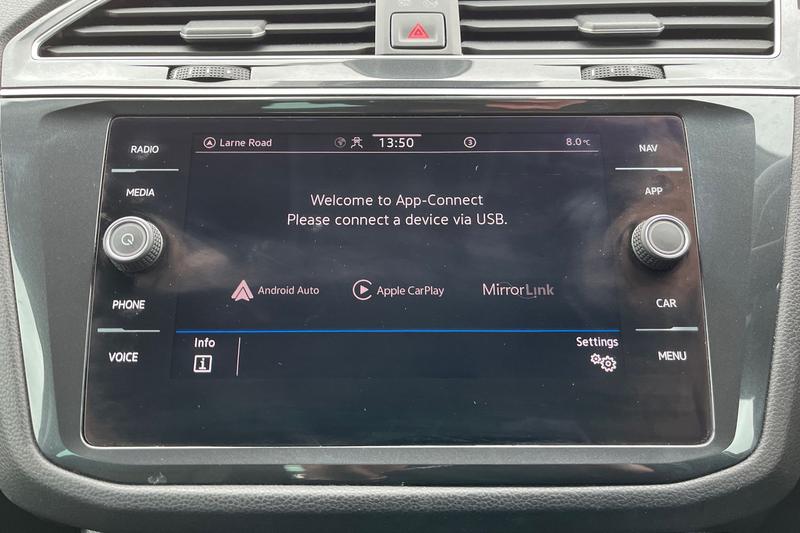 RADIO
MEDIA
PHONE
VOICE
Larne Road
13:50
3
8.0°C
Welcome to App-Connect
Please connect a device via USB.
Android Auto
Apple CarPlay
MirrorLink
Info
i
Settings
NAV
APP
CAR
MENU